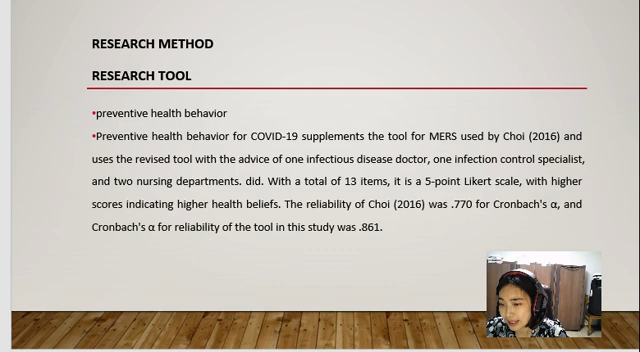 RESEARCH METHOD
RESEARCH TOOL
•preventive health behavior
•Preventive health behavior for COVID-19 supplements the tool for MERS used by Choi (2016) and
uses the revised tool with the advice of one infectious disease doctor, one infection control specialist,
and two nursing departments. did. With a total of 13 items, it is a 5-point Likert scale, with higher
scores indicating higher health beliefs. The reliability of Choi (2016) was .770 for Cronbach's α, and
Cronbach's α for reliability of the tool in this study was .861.